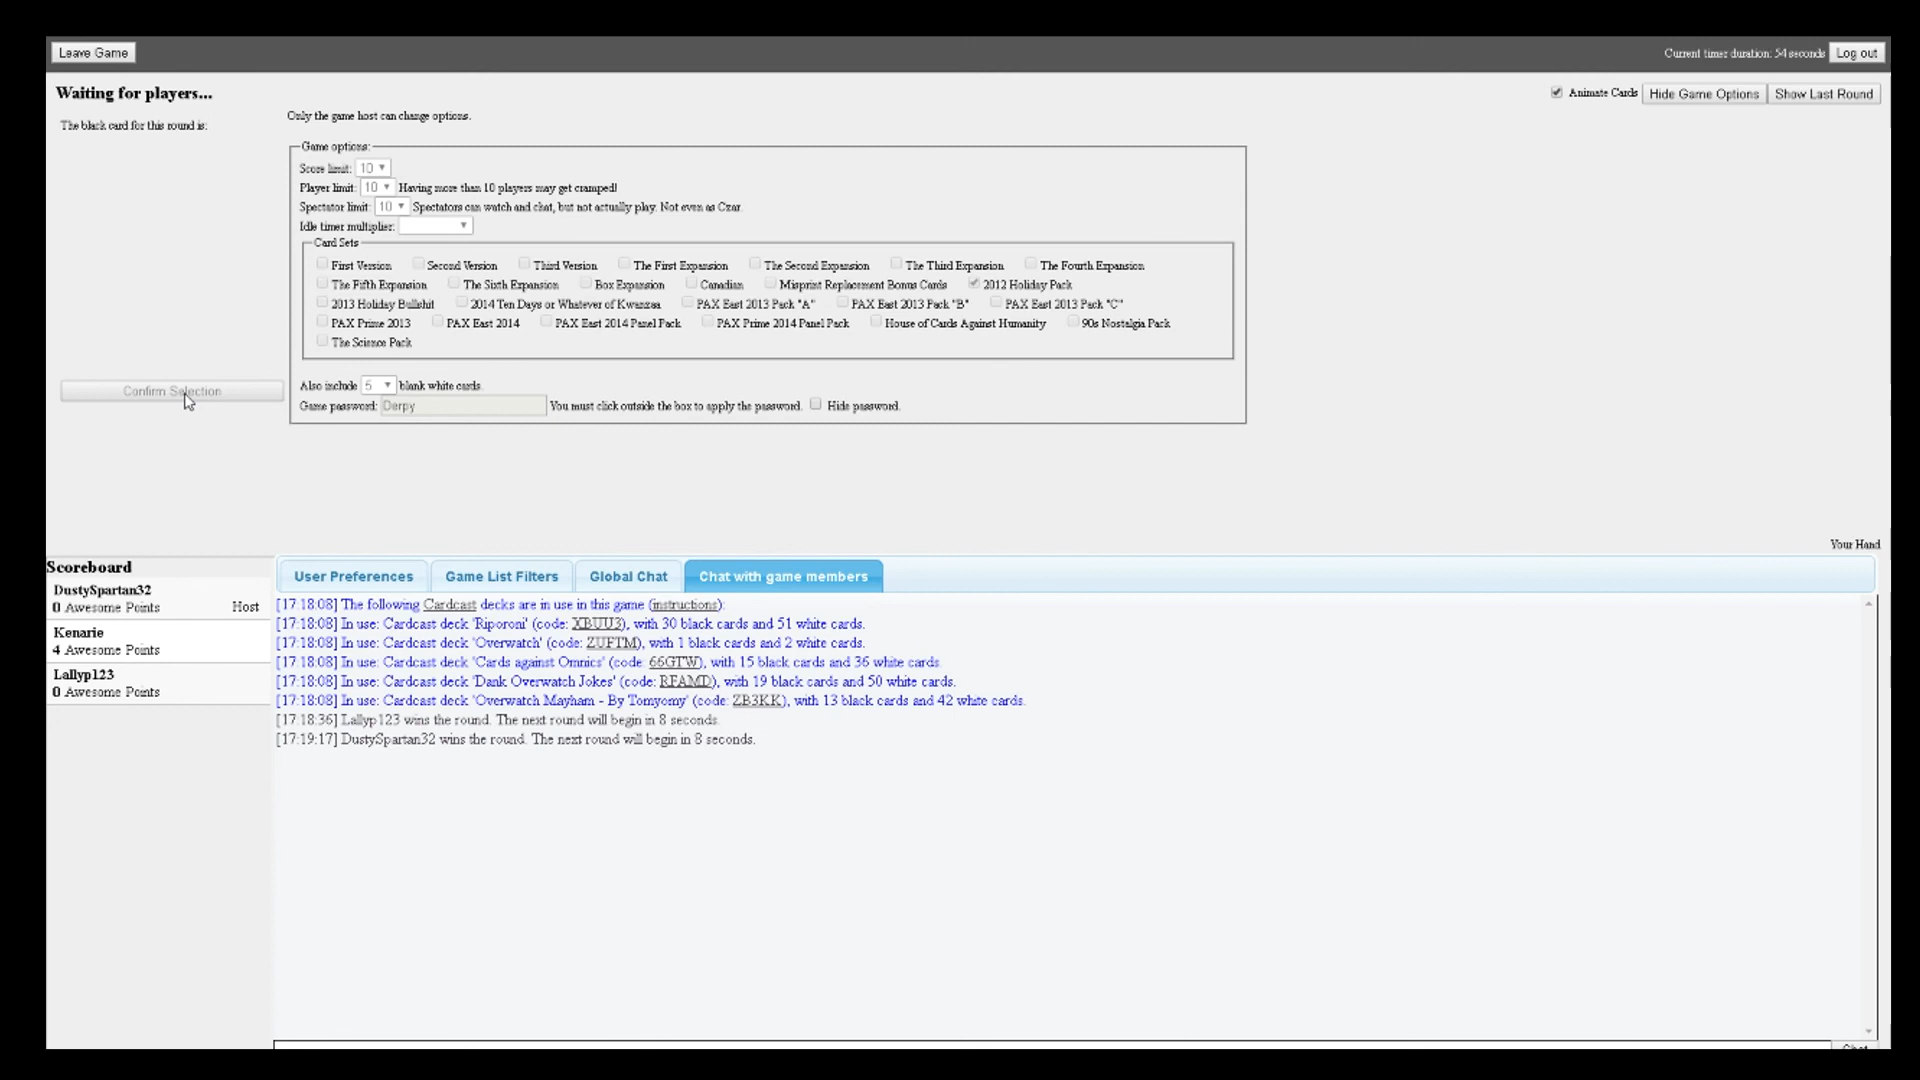 Leave Game
Current timer duration: 54 seconds Log out
Waiting for players...
Animate Cards Hide Game Options Show Last Round
The black card for this round is:
Only the game host can change options.
Game options:
Score limit: 10
Player limit: 10 Having more than 10 players may get cramped!
Spectator limit: 10 Spectators can watch and chat, but not actually play. Not even as Czar.
Idle timer multiplier:
Card Sets
First Version Second Version Third Version The First Expansion The Second Expansion The Third Expansion The Fourth Expansion
The Fifth Expansion The Sixth Expansion Box Expansion Canadian Misprint Replacement Bonus Cards 2012 Holiday Pack
2013 Holiday Bullshit 2014 Ten Days or Whatever of Kwanzaa PAX East 2013 Pack "A" PAX East 2013 Pack "B" PAX East 2013 Pack "C"
PAX Prime 2013 PAX East 2014 PAX East 2014 Panel Pack PAX Prime 2014 Panel Pack House of Cards Against Humanity 90s Nostalgia Pack
The Science Pack
Also include 5 blank white cards.
Confirm Selection
Game password: Derpy You must click outside the box to apply the password. Hide password.
Your Hand
Scoreboard
DustySpartan32
0 Awesome Points Host
Kenarie
4 Awesome Points
Lallyp123
0 Awesome Points
User Preferences Game List Filters Global Chat Chat with game members
[17:18:08] The following Cardcast decks are in use in this game (instructions):
[17:18:08] In use: Cardcast deck 'Riporoni' (code: XBUU3), with 30 black cards and 51 white cards.
[17:18:08] In use: Cardcast deck 'Overwatch' (code: ZUFTM), with 1 black cards and 2 white cards.
[17:18:08] In use: Cardcast deck 'Cards against Omnics' (code: 66GTW), with 15 black cards and 36 white cards.
[17:18:08] In use: Cardcast deck 'Dank Overwatch Jokes' (code: RFAMD), with 19 black cards and 50 white cards.
[17:18:08] In use: Cardcast deck 'Overwatch Mayham - By Tomyomy' (code: ZB3KK), with 13 black cards and 42 white cards.
[17:18:36] Lallyp123 wins the round. The next round will begin in 8 seconds.
[17:19:17] DustySpartan32 wins the round. The next round will begin in 8 seconds.
Chat